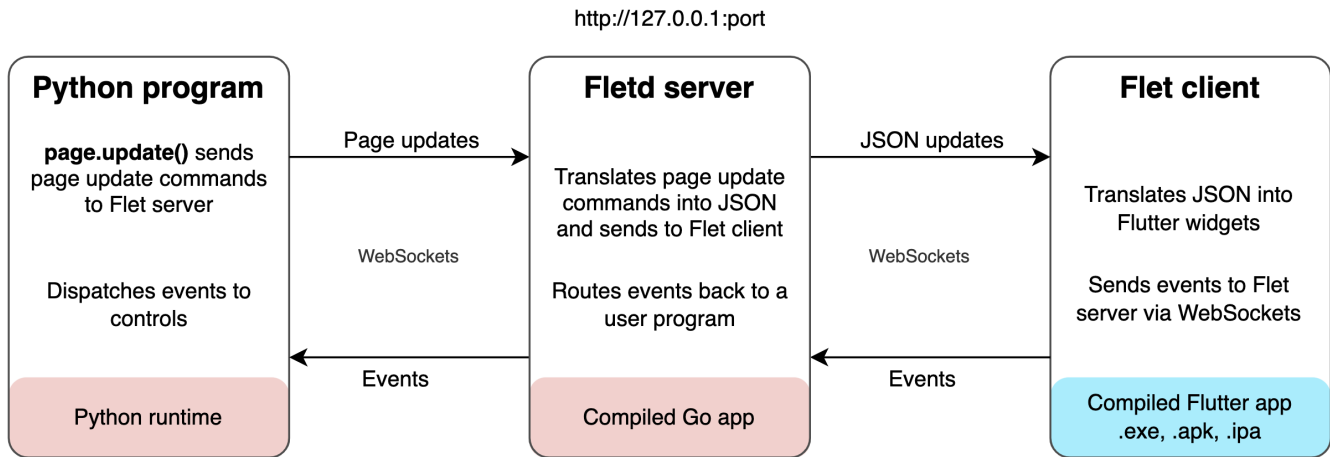 http://127.0.0.1:port
Python program
page.update() sends
page update commands
to Flet server
Dispatches events to
controls
Python runtime
Page updates
WebSockets
Events
Fletd server
Translates page update
commands into JSON
and sends to Flet client
Routes events back to a
user program
Compiled Go app
JSON updates
WebSockets
Events
Flet client
Translates JSON into
Flutter widgets
Sends events to Flet
server via WebSockets
Compiled Flutter app
.exe, .apk, .ipa